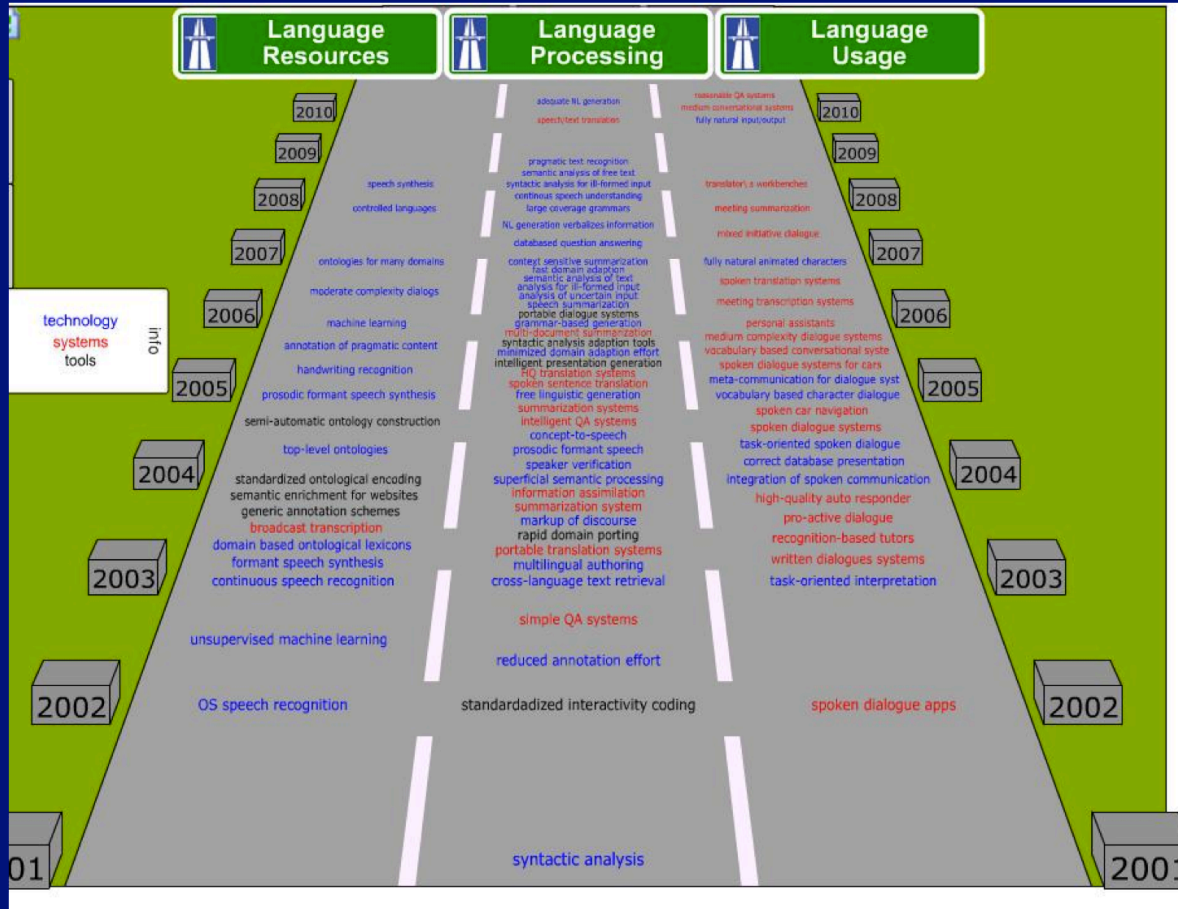 Language
Resources
Language
Processing
Language
Usage
2010
2009
2008
2007
2006
2005
2004
2003
2002
01
technology
systems
tools
info
speech synthesis
controlled languages
ontologies for many domains
moderate complexity dialogs
machine learning
annotation of pragmatic content
handwriting recognition
prosodic formant speech synthesis
semi-automatic ontology construction
top-level ontologies
standardized ontological encoding
semantic enrichment for websites
generic annotation schemes
broadcast transcription
domain based ontological lexicons
formant speech synthesis
continuous speech recognition
unsupervised machine learning
OS speech recognition
adequate NL generation
speech/text translation
pragmatic text recognition
semantic analysis of free text
syntactic analysis for ill-formed input
continous speech understanding
large coverage grammars
NL generation verbalizes information
databased question answering
context sensitive summarization
fast domain adaption
semantic analysis of text
analysis for ill-formed input
analysis of uncertain input
speech summarization
portable dialogue systems
grammar-based generation
multi-document summarization
syntactic analysis adaption tools
minimized domain adaption effort
intelligent presentation generation
HQ translation systems
spoken sentence translation
free linguistic generation
summarization systems
intelligent QA systems
concept-to-speech
prosodic formant speech
speaker verification
superficial semantic processing
information assimilation
summarization system
markup of discourse
rapid domain porting
portable translation systems
multilingual authoring
cross-language text retrieval
simple QA systems
reduced annotation effort
standardadized interactivity coding
syntactic analysis
reasonable QA systems
medium conversational systems
fully natural input/output
translator\s workbenches
meeting summarization
mixed initiative dialogue
fully natural animated characters
spoken translation systems
meeting transcription systems
personal assistants
medium complexity dialogue systems
vocabulary based conversational syste
spoken dialogue systems for cars
meta-communication for dialogue syst
vocabulary based character dialogue
spoken car navigation
spoken dialogue systems
task-oriented spoken dialogue
correct database presentation
integration of spoken communication
high-quality auto responder
pro-active dialogue
recognition-based tutors
written dialogues systems
task-oriented interpretation
spoken dialogue apps
2010
2009
2008
2007
2006
2005
2004
2003
2002
2001